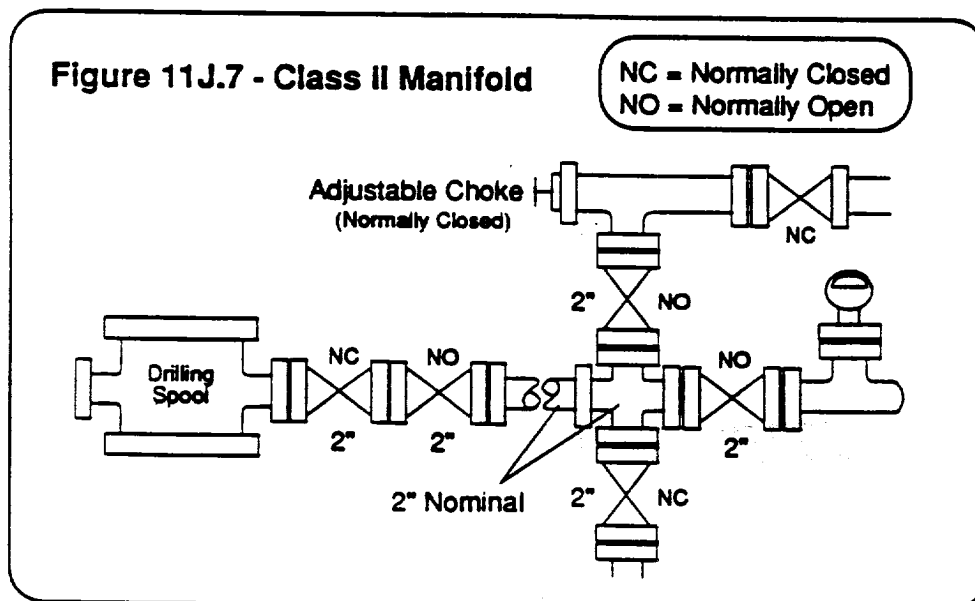 Figure 11J.7 - Class II Manifold
NC = Normally Closed
NO = Normally Open
Adjustable Choke
(Normally Closed)
NC
2" NO
NC NO
NO
Drilling
Spool
2" 2"
2"
2" Nominal
2" NC